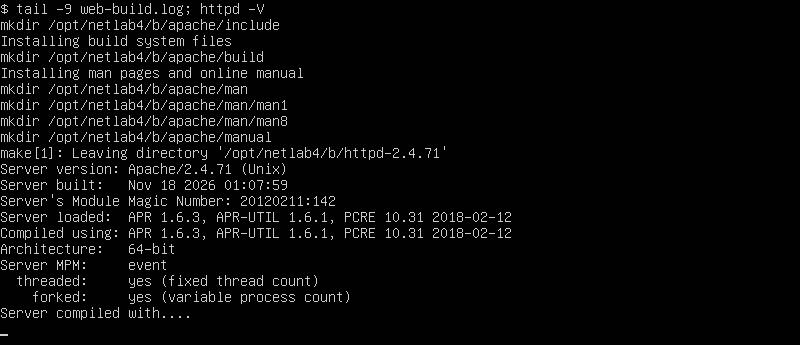 $ tail -9 web-build.log; httpd -V
mkdir /opt/netlab4/b/apache/include
Installing build system files
mkdir /opt/netlab4/b/apache/build
Installing man pages and online manual
mkdir /opt/netlab4/b/apache/man
mkdir /opt/netlab4/b/apache/man/man1
mkdir /opt/netlab4/b/apache/man/man8
mkdir /opt/netlab4/b/apache/manual
make[1]: Leaving directory '/opt/netlab4/b/httpd-2.4.71'
Server version: Apache/2.4.71 (Unix)
Server built:   Nov 18 2026 01:07:59
Server's Module Magic Number: 20120211:142
Server loaded:  APR 1.6.3, APR-UTIL 1.6.1, PCRE 10.31 2018-02-12
Compiled using: APR 1.6.3, APR-UTIL 1.6.1, PCRE 10.31 2018-02-12
Architecture:   64-bit
Server MPM:     event
  threaded:     yes (fixed thread count)
    forked:     yes (variable process count)
Server compiled with....